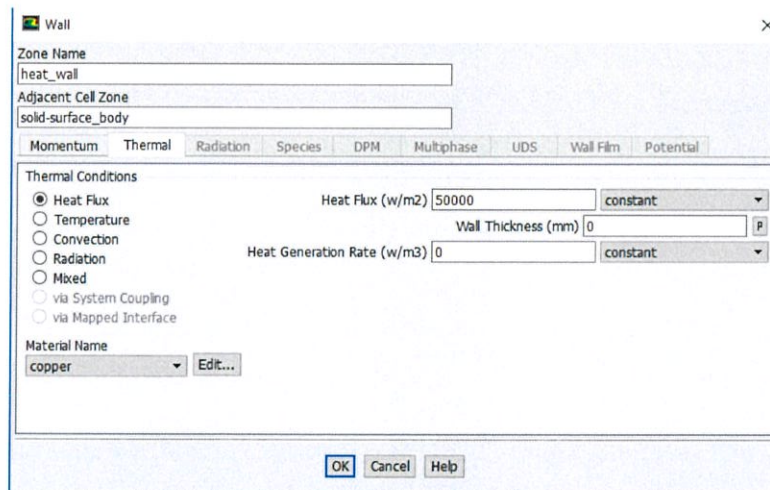 Wall
Zone Name
heat_wall
Adjacent Cell Zone
solid-surface_body
Momentum Thermal Radiation Species DPM Multiphase UDS Wall Film Potential
Thermal Conditions
Heat Flux
Temperature
Convection
Radiation
Mixed
via System Coupling
via Mapped Interface
Heat Flux (w/m2) 50000 constant
Wall Thickness (mm) 0 P
Heat Generation Rate (w/m3) 0 constant
Material Name
copper Edit...
OK Cancel Help